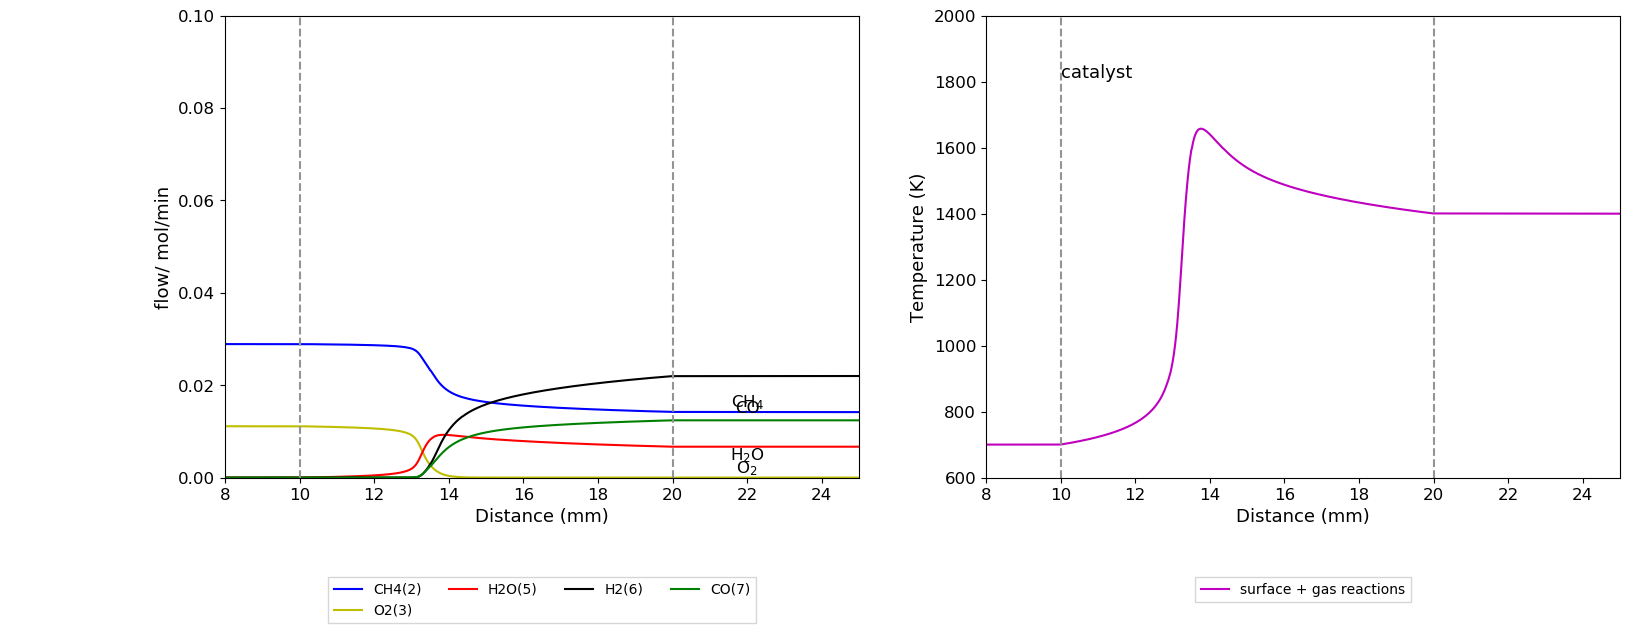 0.10
0.08
0.06
0.04
0.02
0.00
flow/ mol/min
CH₄
CO
H₂O
O₂
8 10 12 14 16 18 20 22 24
Distance (mm)
CH4(2) H2O(5) H2(6) CO(7)
O2(3)
2000
1800
1600
1400
1200
1000
800
600
Temperature (K)
catalyst
8 10 12 14 16 18 20 22 24
Distance (mm)
surface + gas reactions